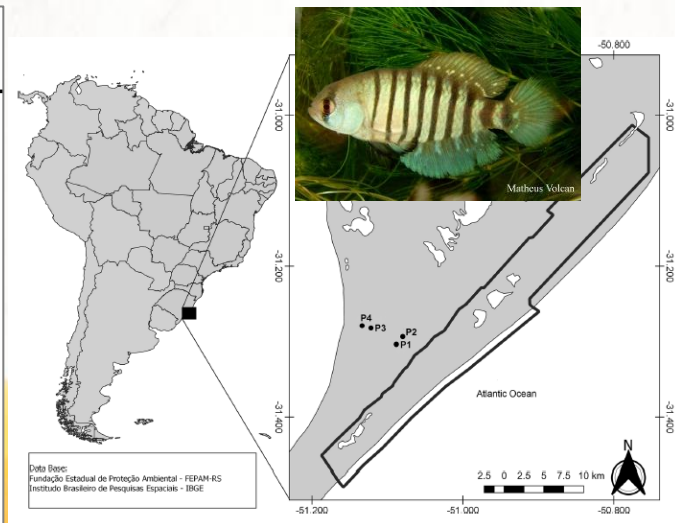 Matheus Volcan
-50.800
-31.000
-31.200
-31.400
P4
P3
P2
P1
Atlantic Ocean
N
2.5 0 2.5 5 7.5 10 km
-51.200
-51.000
-50.800
Data Base:
Fundação Estadual de Proteção Ambiental - FEPAM-RS
Institudo Brasileiro de Pesquisas Espaciais - IBGE
-31.000
-31.200
-31.400